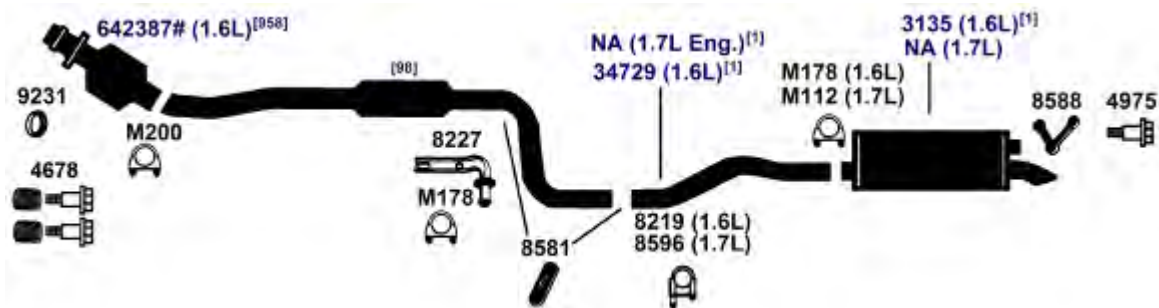 642387# (1.6L)[958]
9231
4678
M200
[98]
8227
M178
8581
NA (1.7L Eng.)[1]
34729 (1.6L)[1]
8219 (1.6L)
8596 (1.7L)
M178 (1.6L)
M112 (1.7L)
3135 (1.6L)[1]
NA (1.7L)
8588
4975